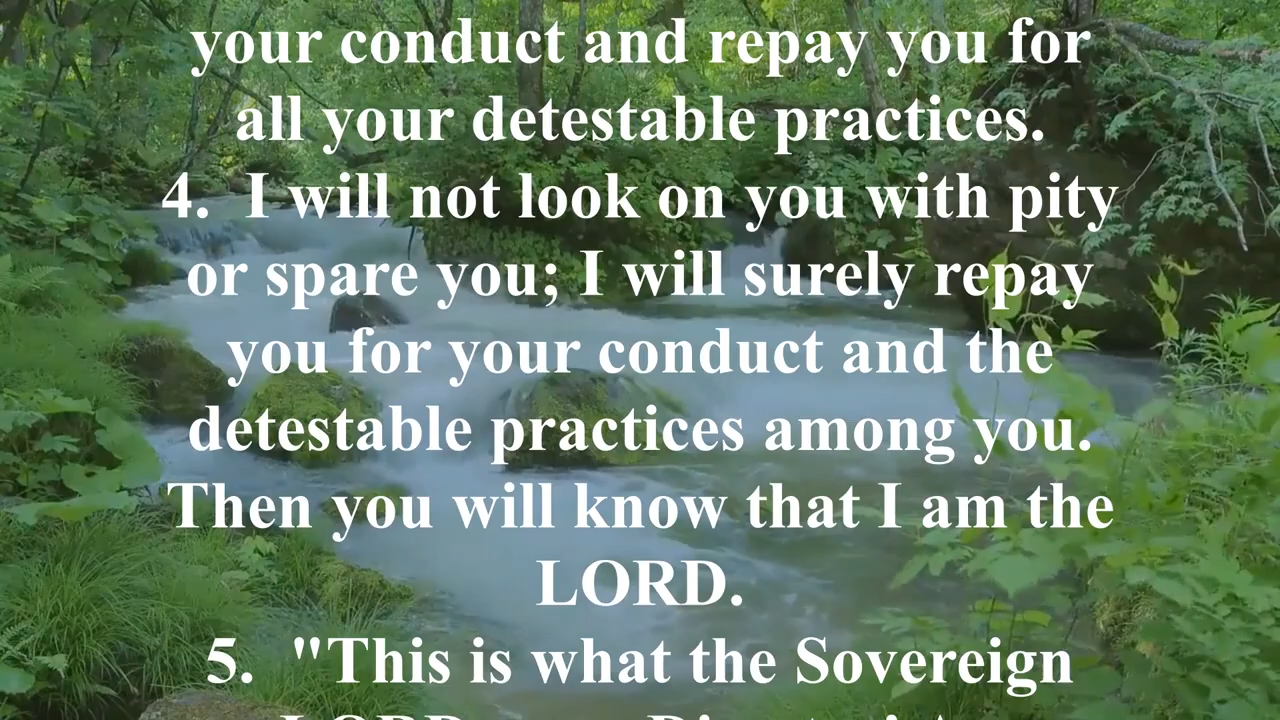 your conduct and repay you for
all your detestable practices.
4.  I will not look on you with pity
or spare you; I will surely repay
you for your conduct and the
detestable practices among you.
Then you will know that I am the
LORD.
5.  "This is what the Sovereign